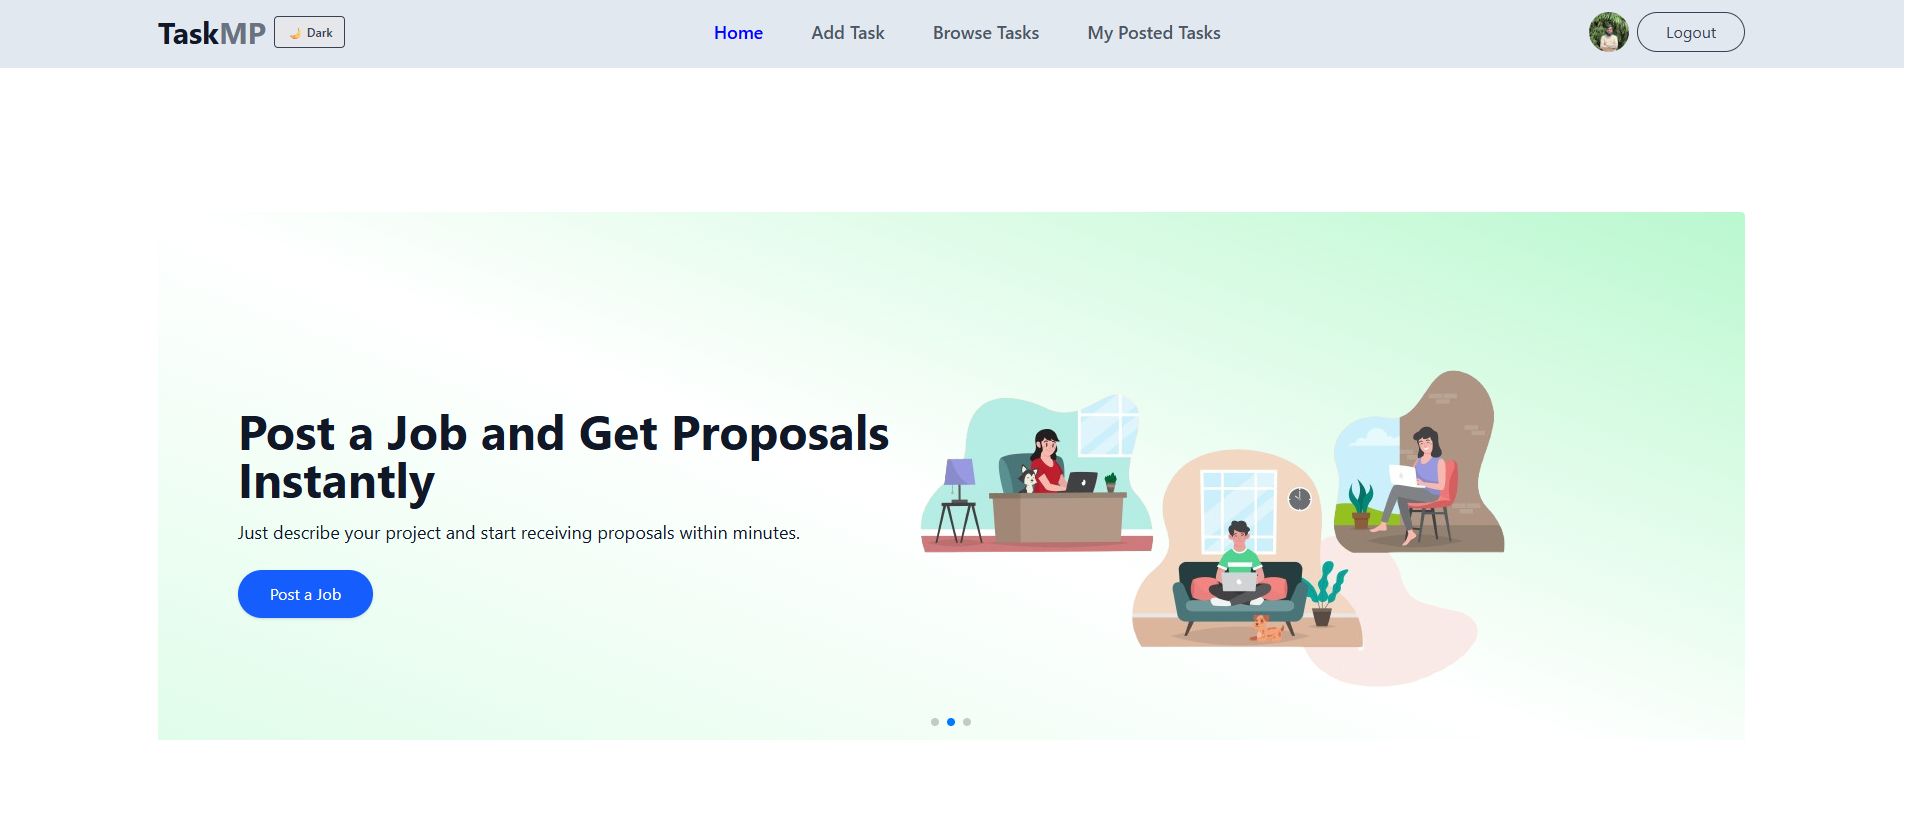 TaskMP
🌙 Dark
Home
Add Task
Browse Tasks
My Posted Tasks
Logout
Post a Job and Get Proposals
Instantly
Just describe your project and start receiving proposals within minutes.
Post a Job